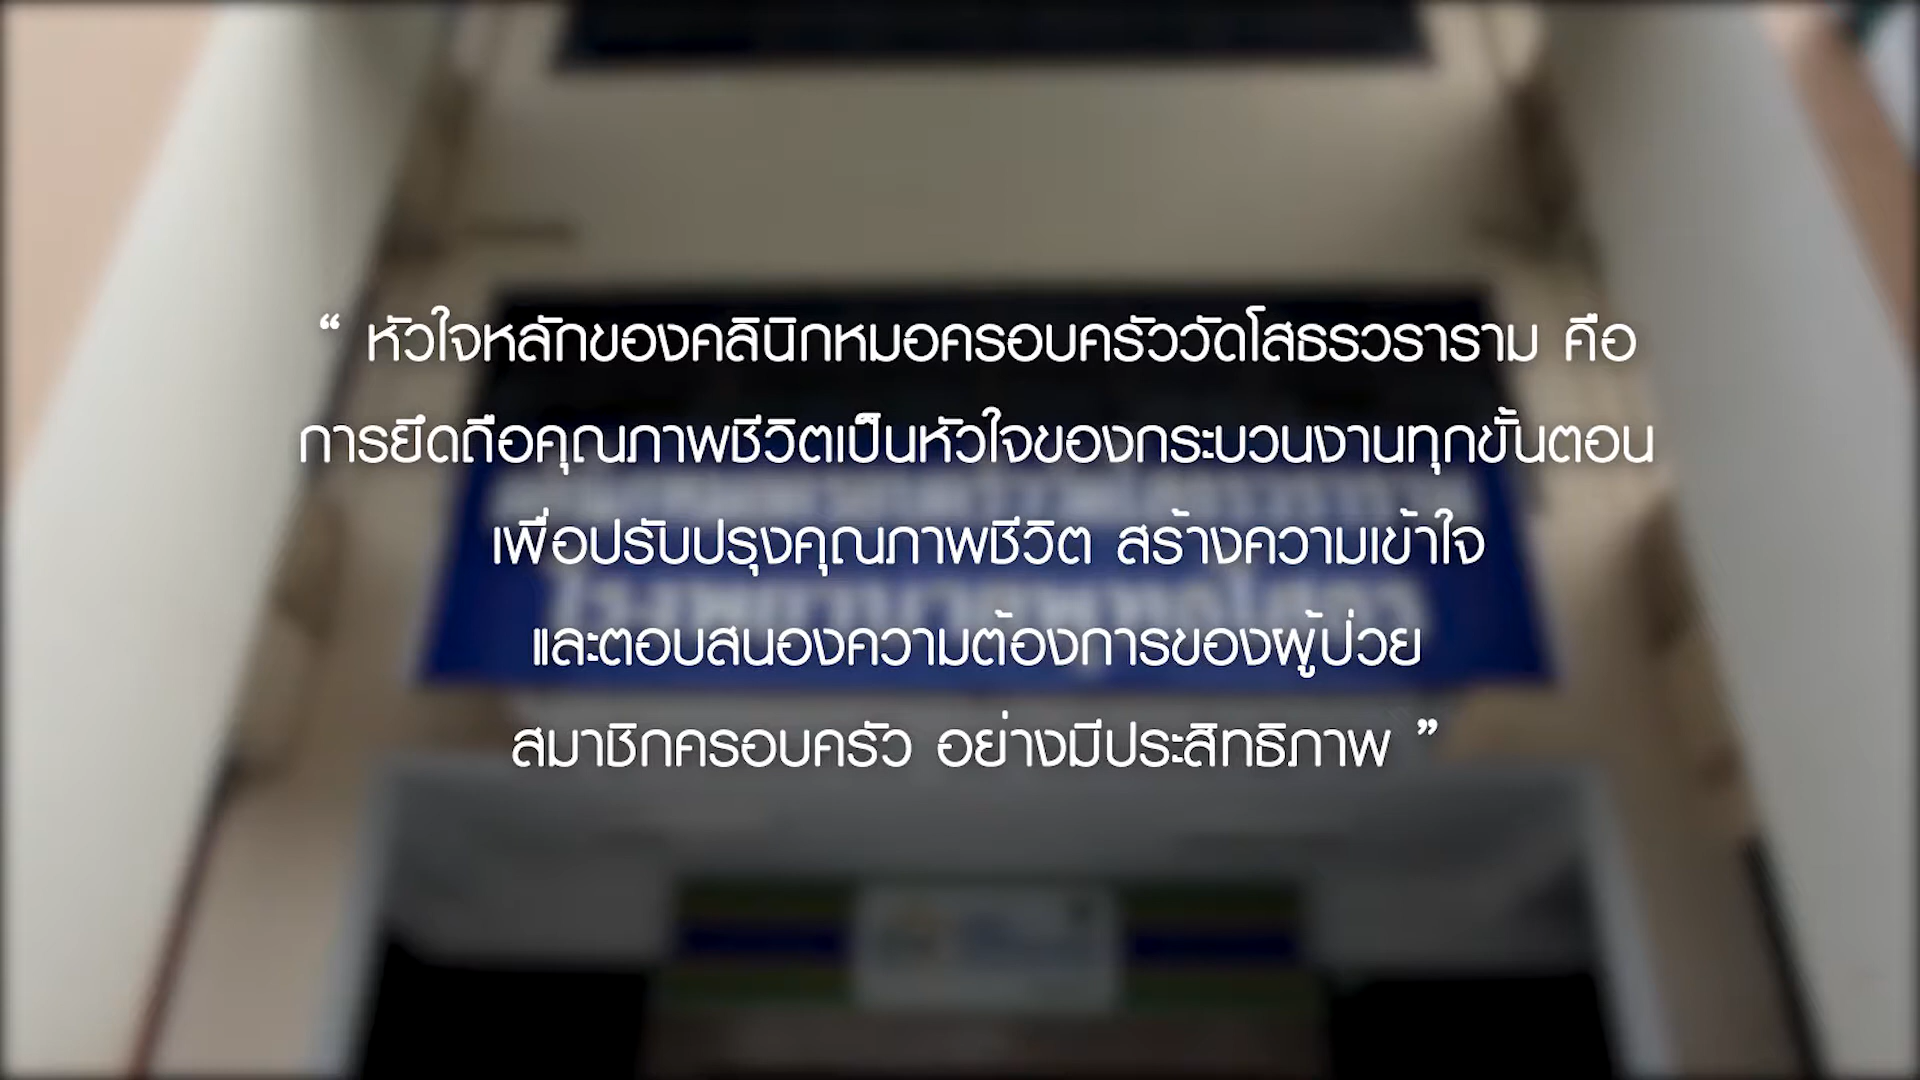 “ หัวใจหลักของคลินิกหมอครอบครัววัดโสธรวราราม คือ
การยึดถือคุณภาพชีวิตเป็นหัวใจของกระบวนงานทุกขั้นตอน
เพื่อปรับปรุงคุณภาพชีวิต สร้างความเข้าใจ
และตอบสนองความต้องการของผู้ป่วย
สมาชิกครอบครัว อย่างมีประสิทธิภาพ ”